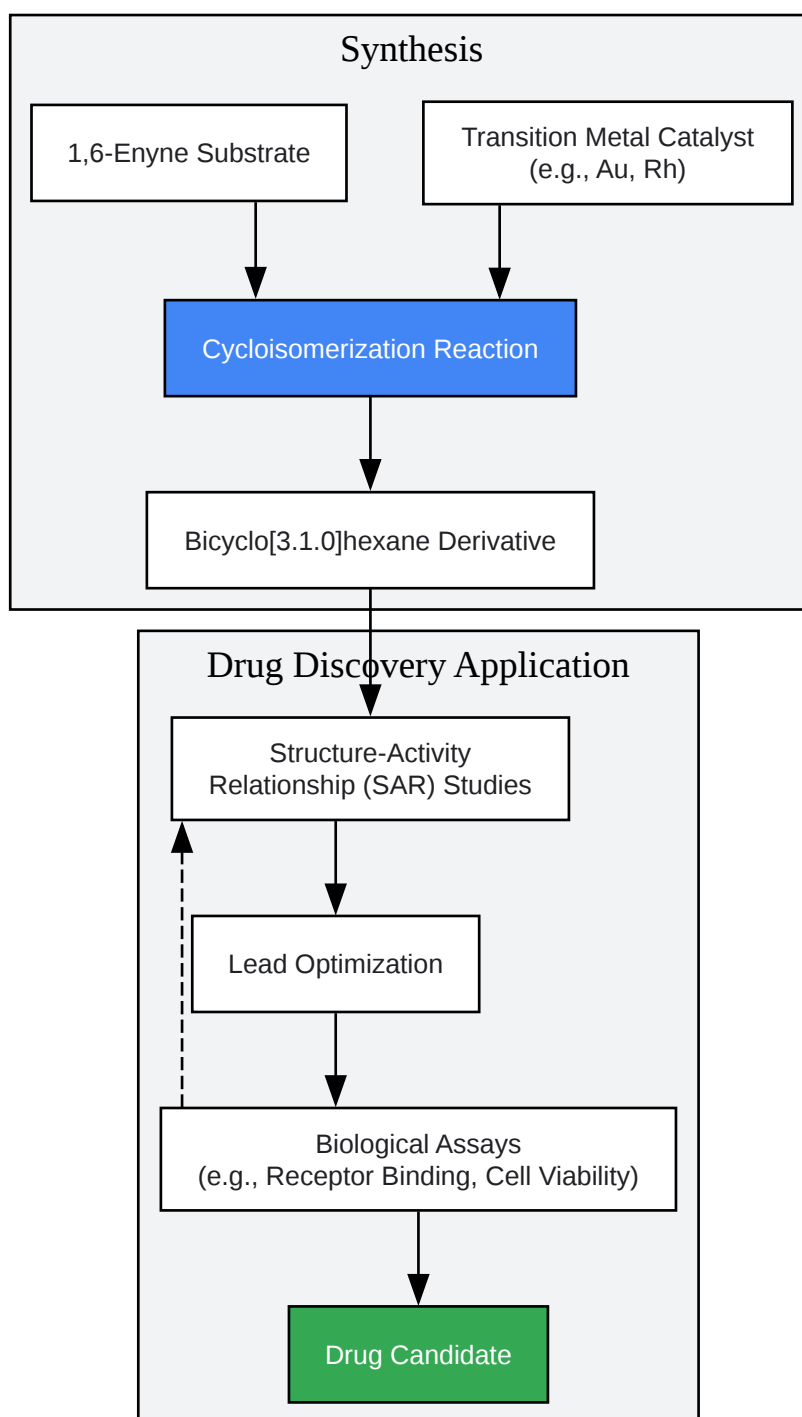 Synthesis
1,6-Enyne Substrate
Transition Metal Catalyst
(e.g., Au, Rh)
Cycloisomerization Reaction
Bicyclo[3.1.0]hexane Derivative
Drug Discovery Application
Structure-Activity
Relationship (SAR) Studies
Lead Optimization
Biological Assays
(e.g., Receptor Binding, Cell Viability)
Drug Candidate